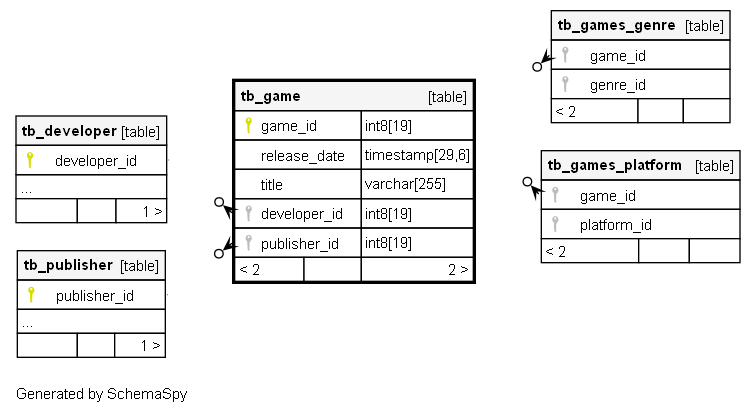 tb_developer [table]
developer_id
...
1 >
tb_publisher [table]
publisher_id
...
1 >
tb_game [table]
game_id int8[19]
release_date timestamp[29,6]
title varchar[255]
developer_id int8[19]
publisher_id int8[19]
< 2 2 >
tb_games_genre [table]
game_id
genre_id
< 2
tb_games_platform [table]
game_id
platform_id
< 2
Generated by SchemaSpy